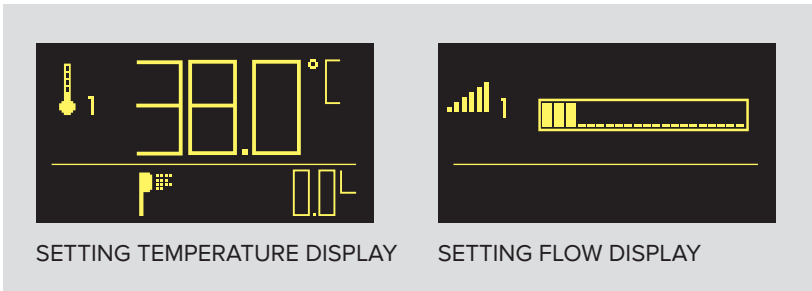 1 38.0°C
0.0L
1
SETTING TEMPERATURE DISPLAY
SETTING FLOW DISPLAY